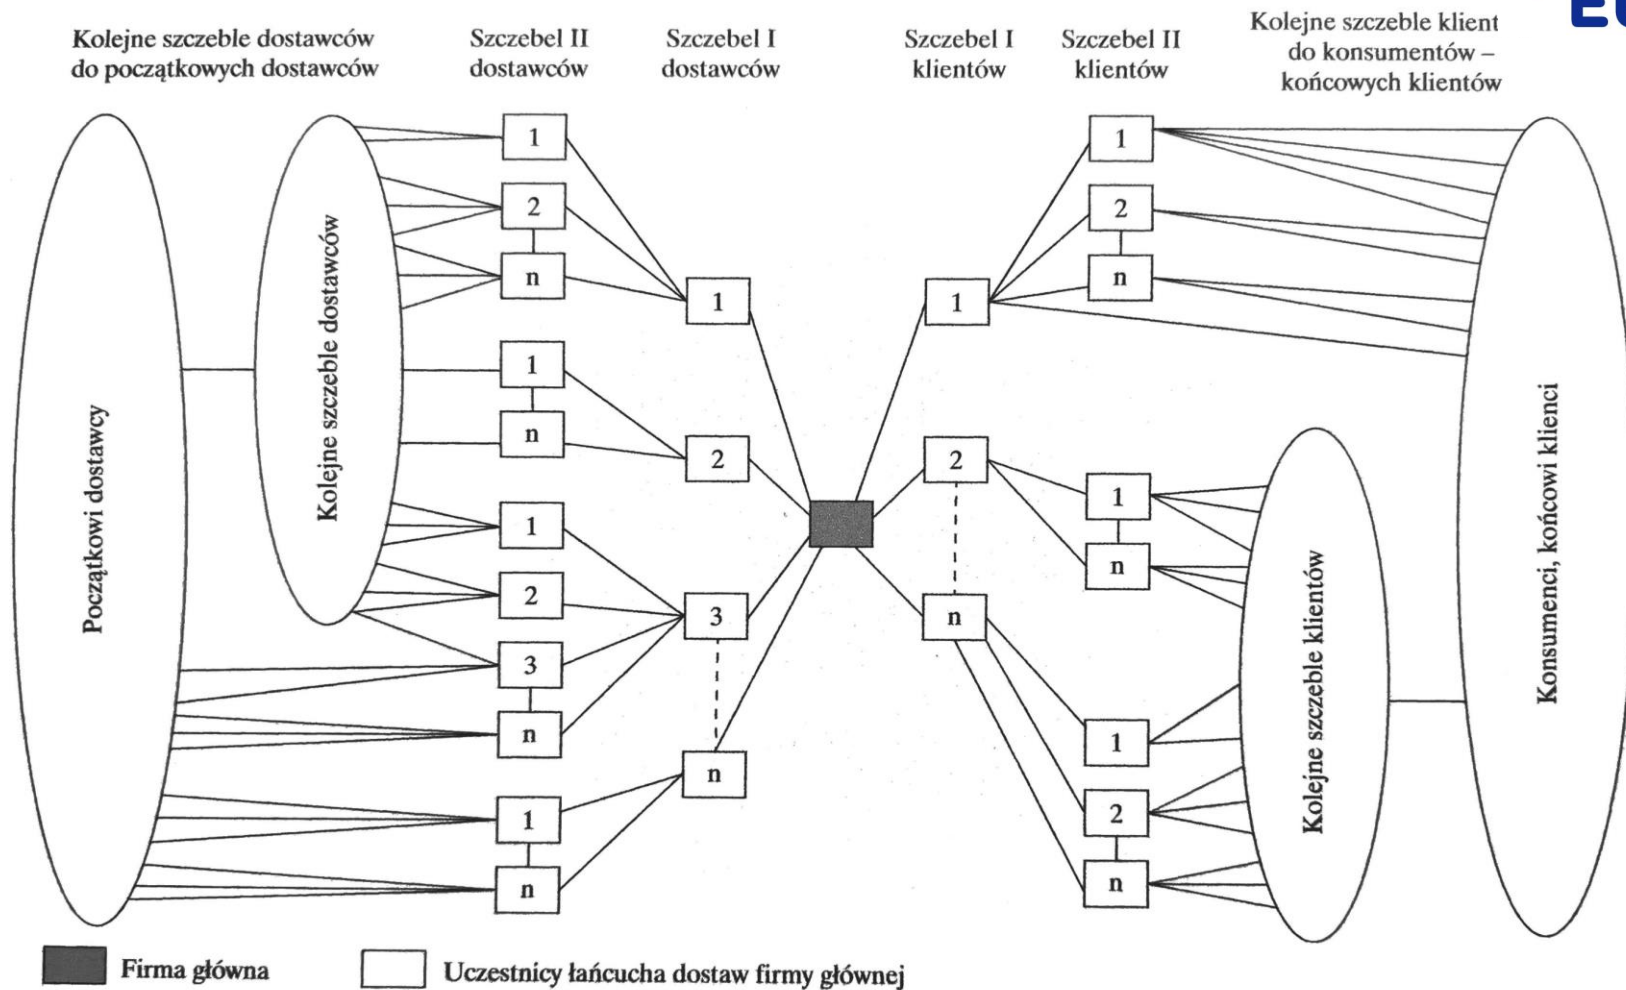 Kolejne szczeble dostawców
do początkowych dostawców
Szczebel II
dostawców
Szczebel I
dostawców
Szczebel I
klientów
Szczebel II
klientów
Kolejne szczeble klient
do konsumentów –
końcowych klientów
Początkowi dostawcy
Kolejne szczeble dostawców
1
2
n
1
n
1
2
3
n
1
n
1
2
3
n
1
2
n
1
2
n
1
n
1
2
n
Kolejne szczeble klientów
Konsumenci, końcowi klienci
Firma główna
Uczestnicy łańcucha dostaw firmy głównej